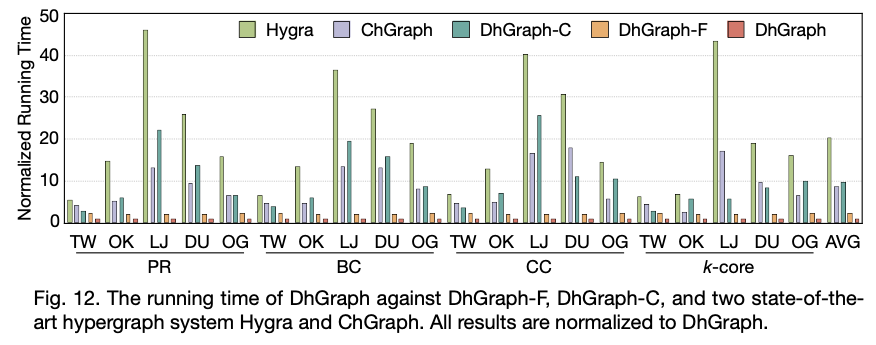 Normalized Running Time
50
40
30
20
10
0
Hygra ChGraph DhGraph-C DhGraph-F DhGraph
TW OK LJ DU OG TW OK LJ DU OG TW OK LJ DU OG TW OK LJ DU OG AVG
PR BC CC k-core
Fig. 12. The running time of DhGraph against DhGraph-F, DhGraph-C, and two state-of-the-
art hypergraph system Hygra and ChGraph. All results are normalized to DhGraph.